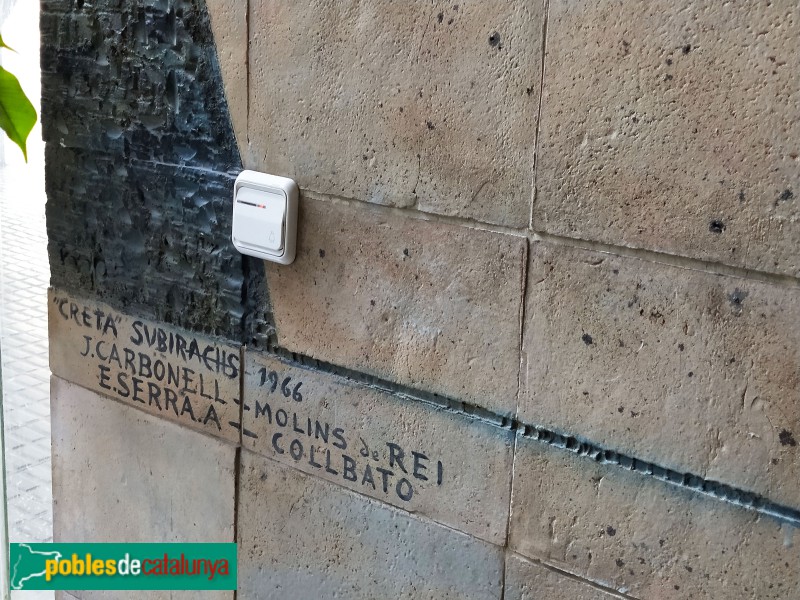 "CRETA" SUBIRACHS - 1966
J. CARBONELL - MOLINS de REI
E. SERRA.A - COLLBATO
poblesdecatalunya